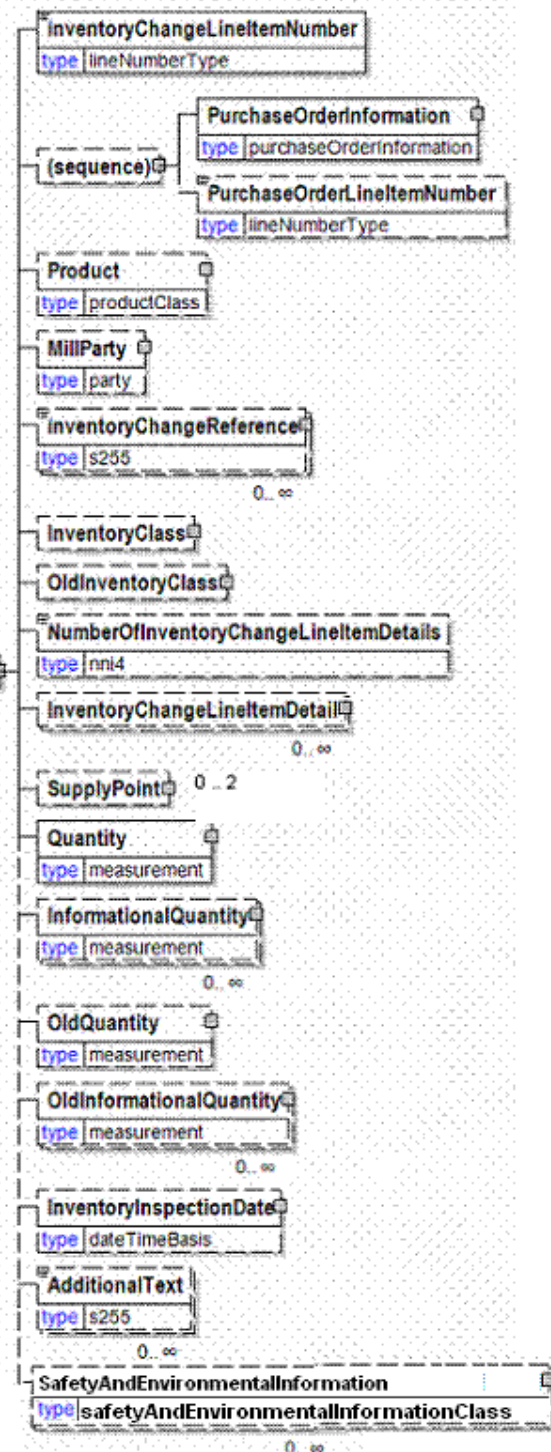 InventoryChangeLineItemNumber
type lineNumberType
PurchaseOrderInformation
type purchaseOrderInformation
(sequence)
PurchaseOrderLineItemNumber
type lineNumberType
Product
type productClass
MillParty
type party
InventoryChangeReference
type s255
0.. ∞
InventoryClass
OldInventoryClass
NumberOfInventoryChangeLineItemDetails
type nni4
InventoryChangeLineItemDetail
0.. ∞
SupplyPoint 0 .. 2
Quantity
type measurement
InformationalQuantity
type measurement
0.. ∞
OldQuantity
type measurement
OldInformationalQuantity
type measurement
0.. ∞
InventoryInspectionDate
type dateTimeBasis
AdditionalText
type s255
0.. ∞
SafetyAndEnvironmentalInformation
type safetyAndEnvironmentalInformationClass
0.. ∞